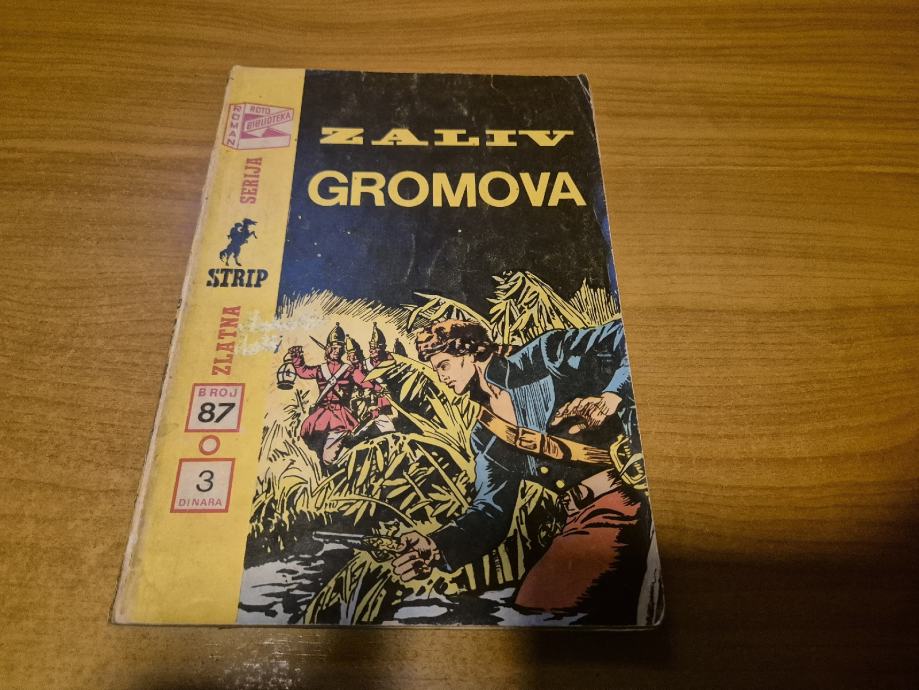 ROMAN
ROTO
BIBLIOTEKA
ZLATNA
STRIP
SERIJA
BROJ
87
3
DINARA
ZALIV
GROMOVA